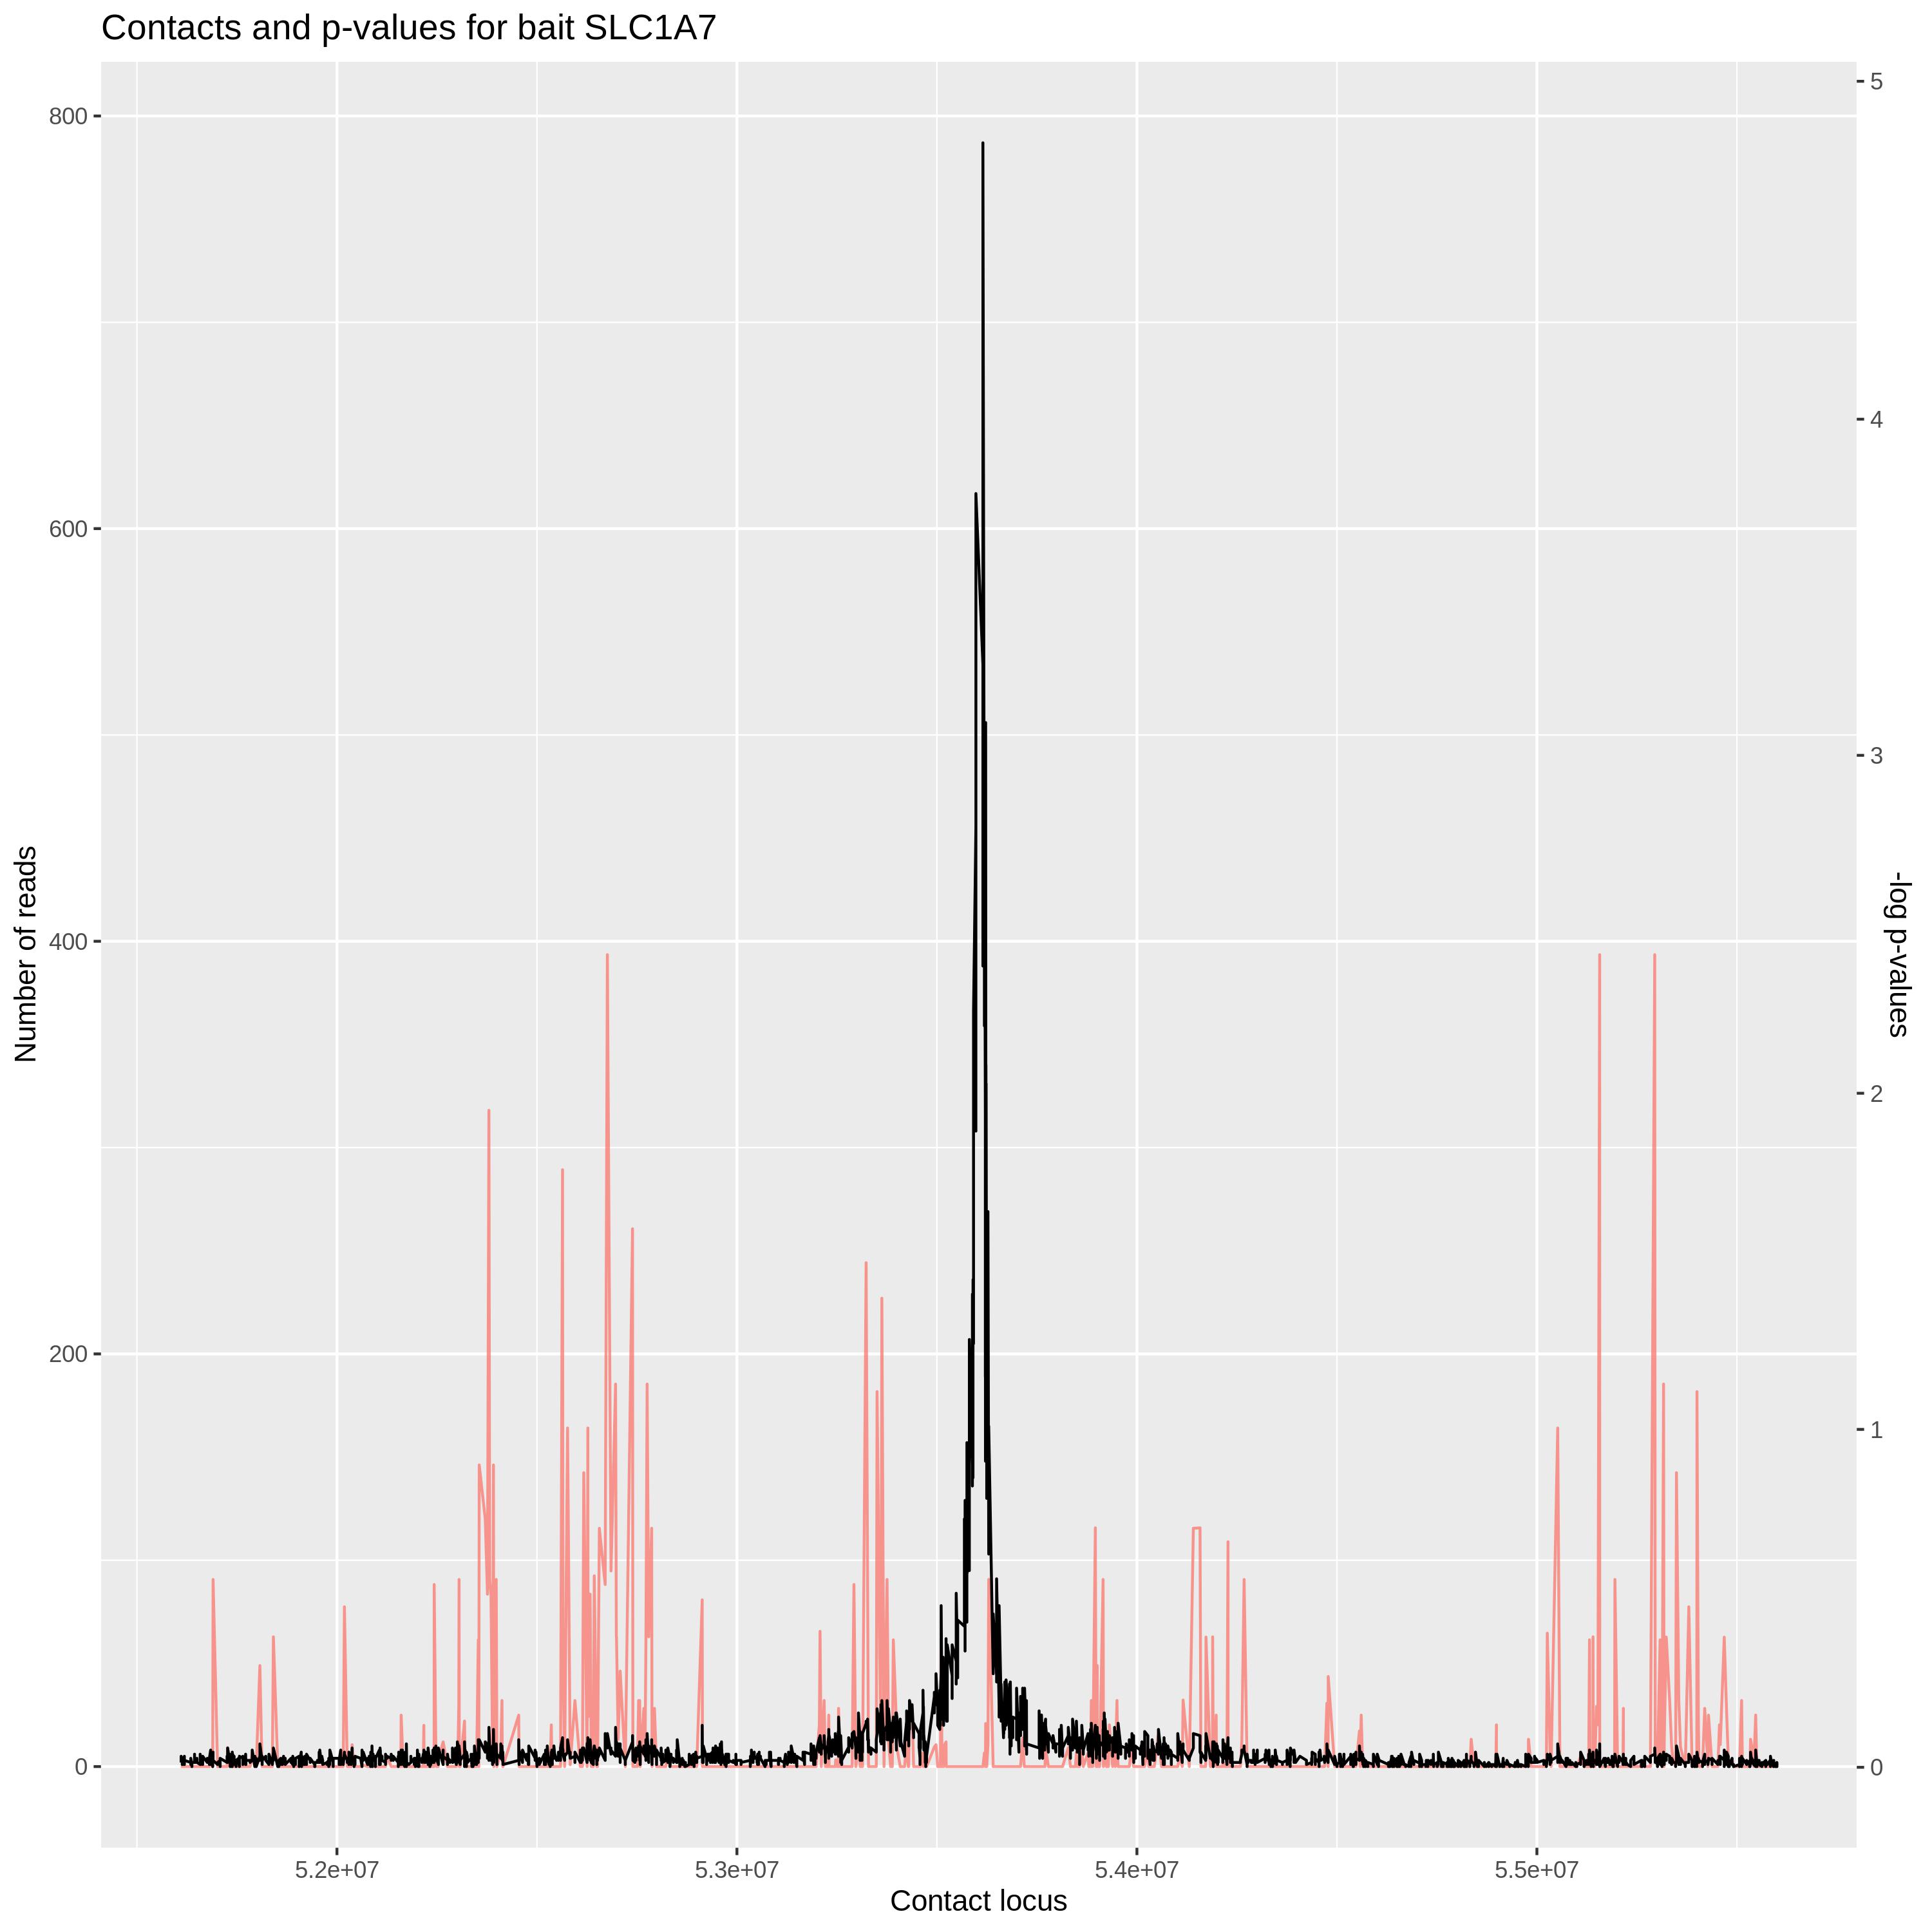 Contacts and p-values for bait SLC1A7
800
600
400
200
0
Number of reads
5
4
3
2
1
0
-log p-values
5.2e+07
5.3e+07
5.4e+07
5.5e+07
Contact locus